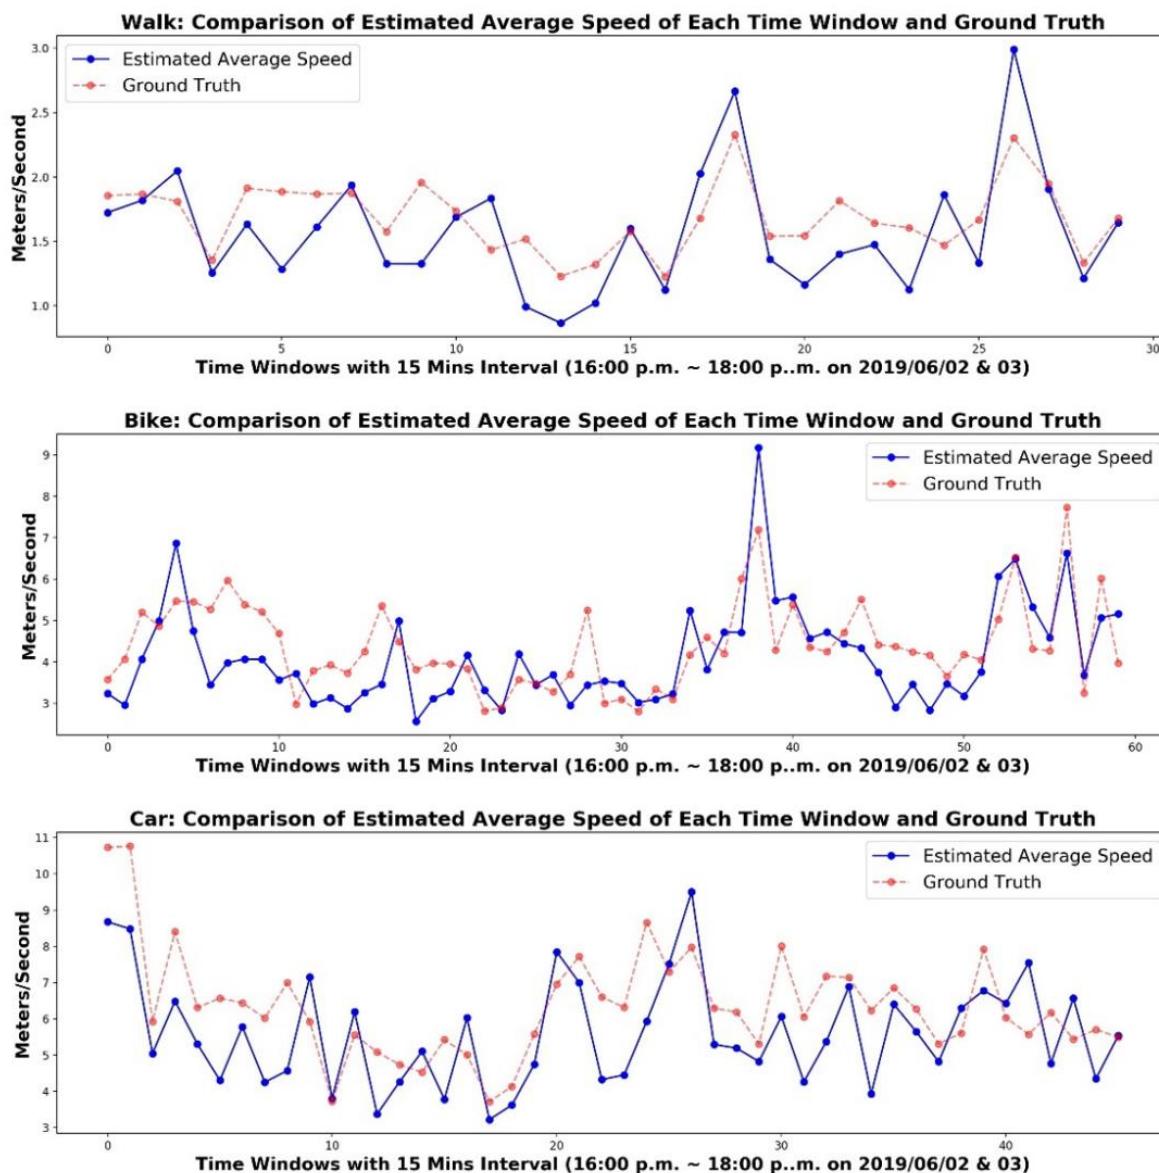 Walk: Comparison of Estimated Average Speed of Each Time Window and Ground Truth
Estimated Average Speed
Ground Truth
Meters/Second
3.0
2.5
2.0
1.5
1.0
0 5 10 15 20 25 30
Time Windows with 15 Mins Interval (16:00 p.m. ~ 18:00 p..m. on 2019/06/02 & 03)
Bike: Comparison of Estimated Average Speed of Each Time Window and Ground Truth
Estimated Average Speed
Ground Truth
Meters/Second
9
8
7
6
5
4
3
0 10 20 30 40 50 60
Time Windows with 15 Mins Interval (16:00 p.m. ~ 18:00 p..m. on 2019/06/02 & 03)
Car: Comparison of Estimated Average Speed of Each Time Window and Ground Truth
Estimated Average Speed
Ground Truth
Meters/Second
11
10
9
8
7
6
5
4
3
0 10 20 30 40
Time Windows with 15 Mins Interval (16:00 p.m. ~ 18:00 p..m. on 2019/06/02 & 03)